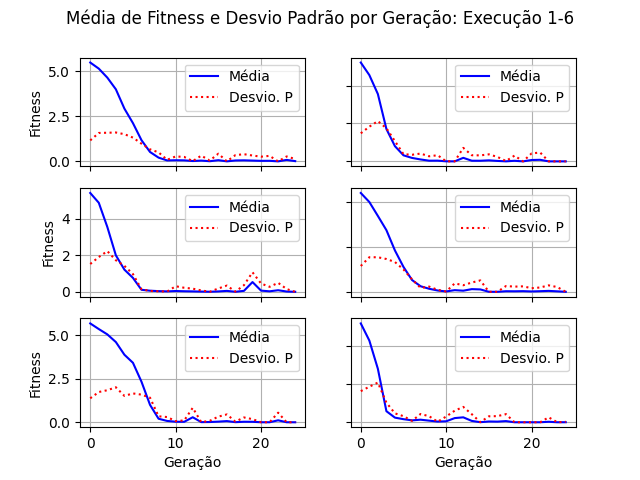 Média de Fitness e Desvio Padrão por Geração: Execução 1-6
Fitness
5.0
2.5
0.0
Média
Desvio. P
Média
Desvio. P
Fitness
4
2
0
Média
Desvio. P
Média
Desvio. P
Fitness
5.0
2.5
0.0
Média
Desvio. P
Média
Desvio. P
0 10 20
0 10 20
Geração
Geração